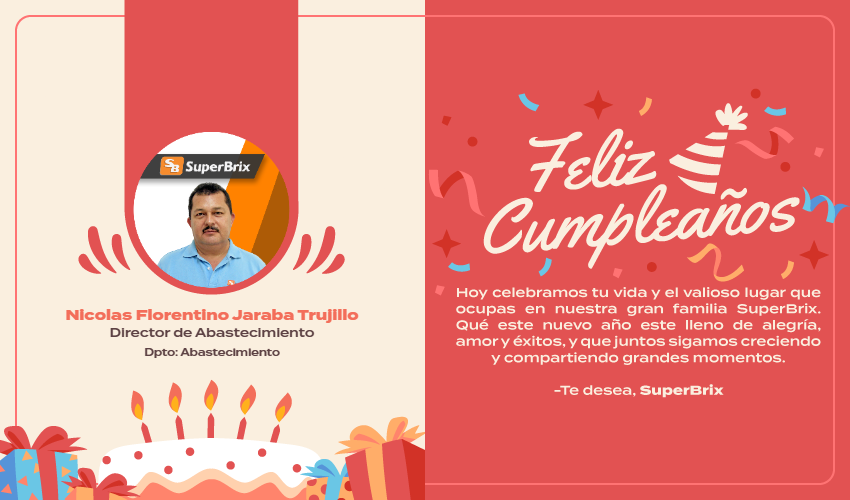 SB SuperBrix
Nicolas Florentino Jaraba Trujillo
Director de Abastecimiento
Dpto: Abastecimiento
Feliz
Cumpleaños
Hoy celebramos tu vida y el valioso lugar que
ocupas en nuestra gran familia SuperBrix.
Qué este nuevo año este lleno de alegría,
amor y éxitos, y que juntos sigamos creciendo
y compartiendo grandes momentos.
-Te desea, SuperBrix